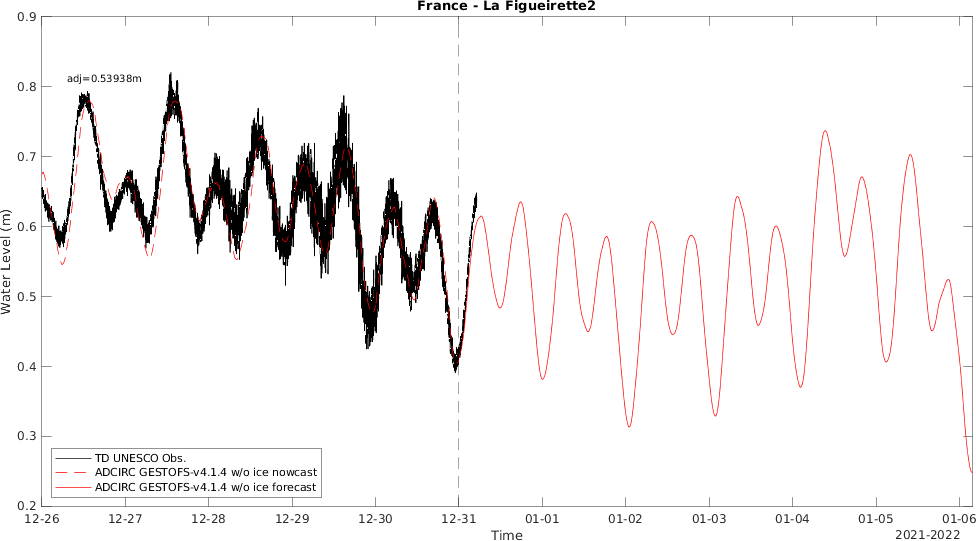 France - La Figueirette2
0.9
0.8
0.7
0.6
0.5
0.4
0.3
0.2
Water Level (m)
adj=0.53938m
TD UNESCO Obs.
ADCIRC GESTOFS-v4.1.4 w/o ice nowcast
ADCIRC GESTOFS-v4.1.4 w/o ice forecast
12-26 12-27 12-28 12-29 12-30 12-31 01-01 01-02 01-03 01-04 01-05 01-06
Time
2021-2022